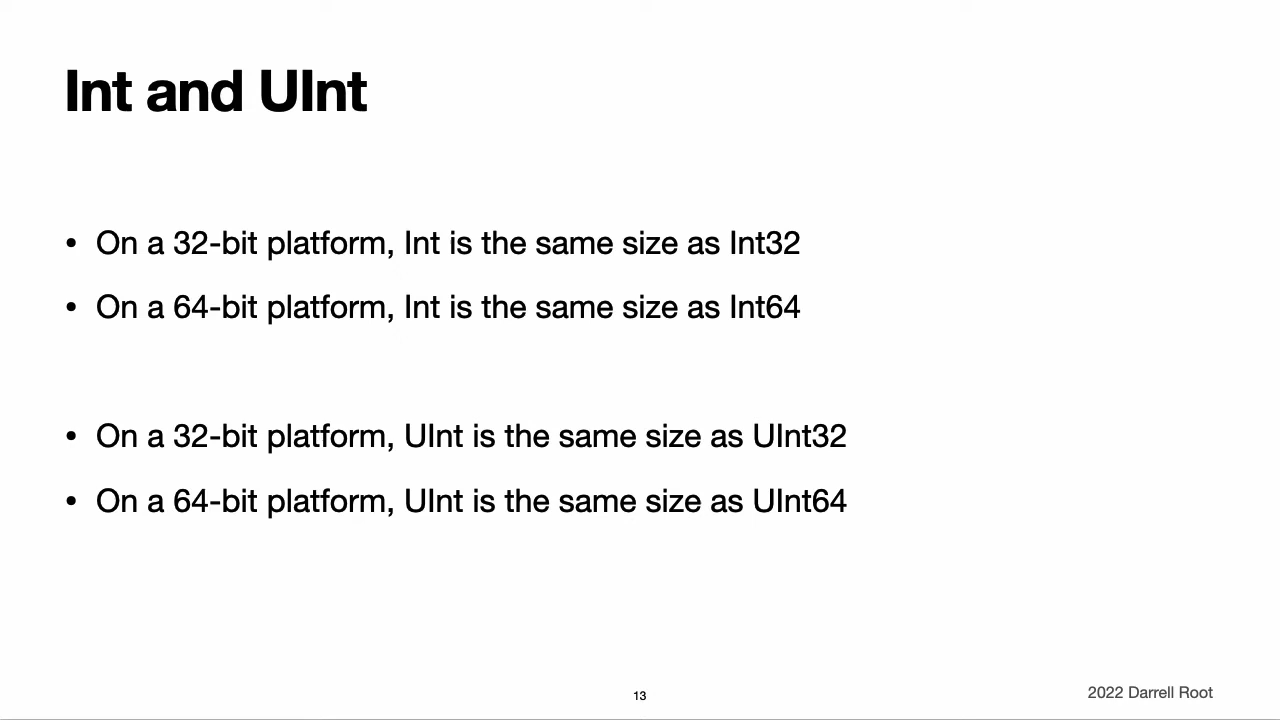 Int and UInt
• On a 32-bit platform, Int is the same size as Int32
• On a 64-bit platform, Int is the same size as Int64
• On a 32-bit platform, UInt is the same size as UInt32
• On a 64-bit platform, UInt is the same size as UInt64
13
2022 Darrell Root